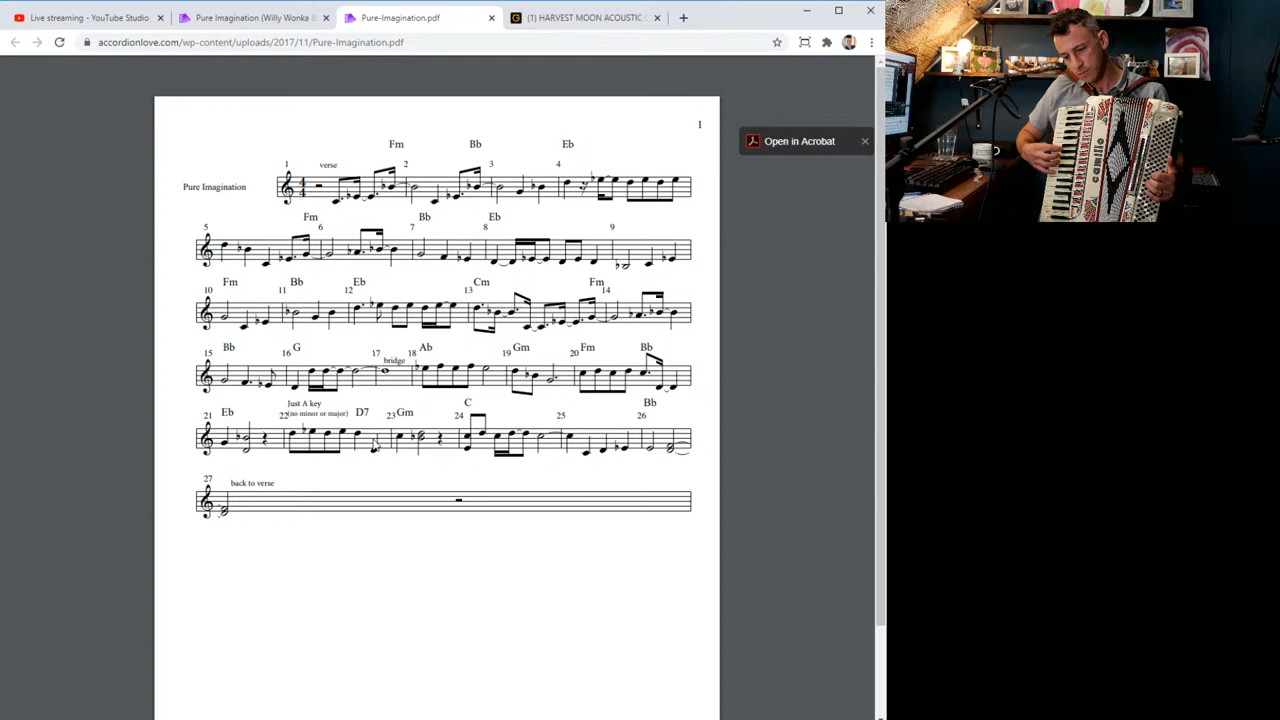 Live streaming - YouTube Studio
Pure Imagination (Willy Wonka &
Pure-Imagination.pdf
(1) HARVEST MOON ACOUSTIC
accordionlove.com/wp-content/uploads/2017/11/Pure-Imagination.pdf
1
Open in Acrobat
Fm Bb Eb
1 verse 2 3 4
Pure Imagination
4
4
Fm Bb Eb
5 6 7 8 9
Fm Bb Eb Cm Fm
10 11 12 13 14
Bb G Ab Gm Fm Bb
15 16 17 bridge 18 19 20
Eb Just A key (no minor or major) D7 Gm C Bb
21 22 23 24 25 26
27 back to verse
Camillo